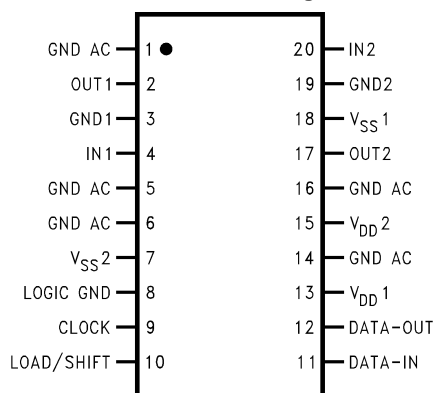 GND AC 1 20 IN2
OUT1 2 19 GND2
GND1 3 18 VSS1
IN1 4 17 OUT2
GND AC 5 16 GND AC
GND AC 6 15 VDD2
VSS2 7 14 GND AC
LOGIC GND 8 13 VDD1
CLOCK 9 12 DATA-OUT
LOAD/SHIFT 10 11 DATA-IN